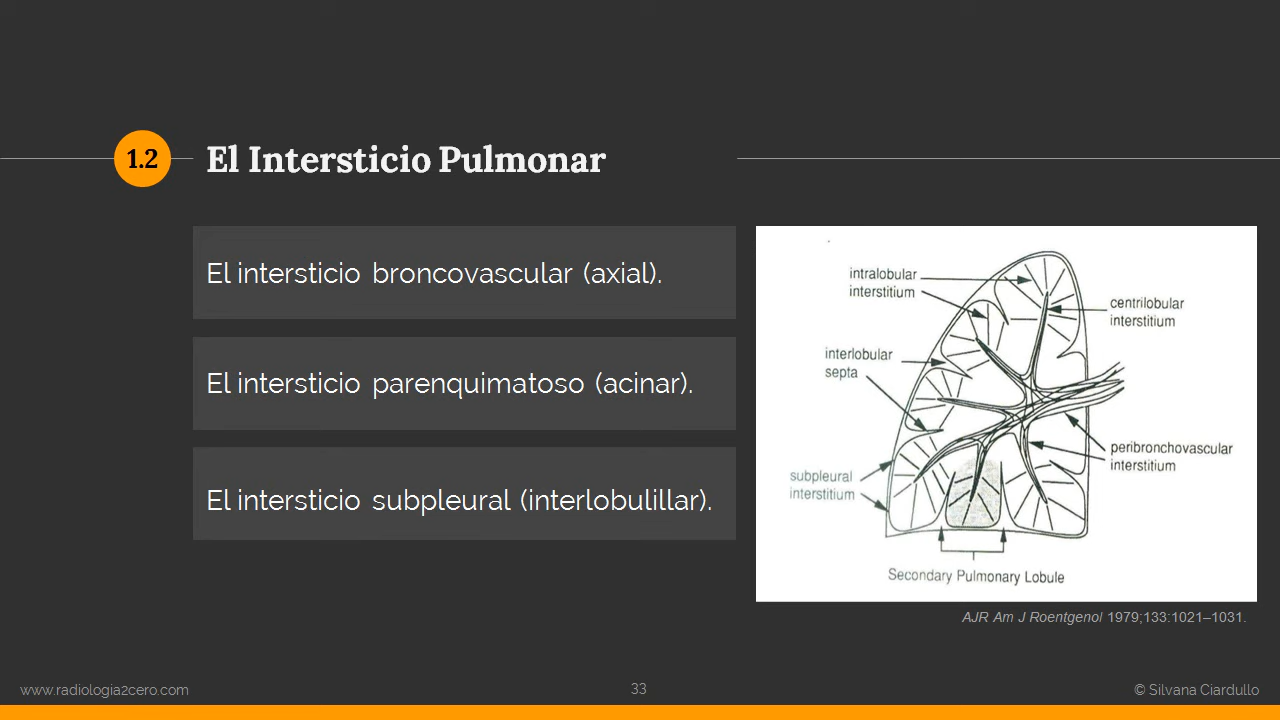 1.2
El Intersticio Pulmonar
El intersticio broncovascular (axial).
El intersticio parenquimatoso (acinar).
El intersticio subpleural (interlobulillar).
intralobular
interstitium
centrilobular
interstitium
interlobular
septa
peribronchovascular
interstitium
subpleural
interstitium
Secondary Pulmonary Lobule
AJR Am J Roentgenol 1979;133:1021–1031.
www.radiologia2cero.com
33
© Silvana Ciardullo